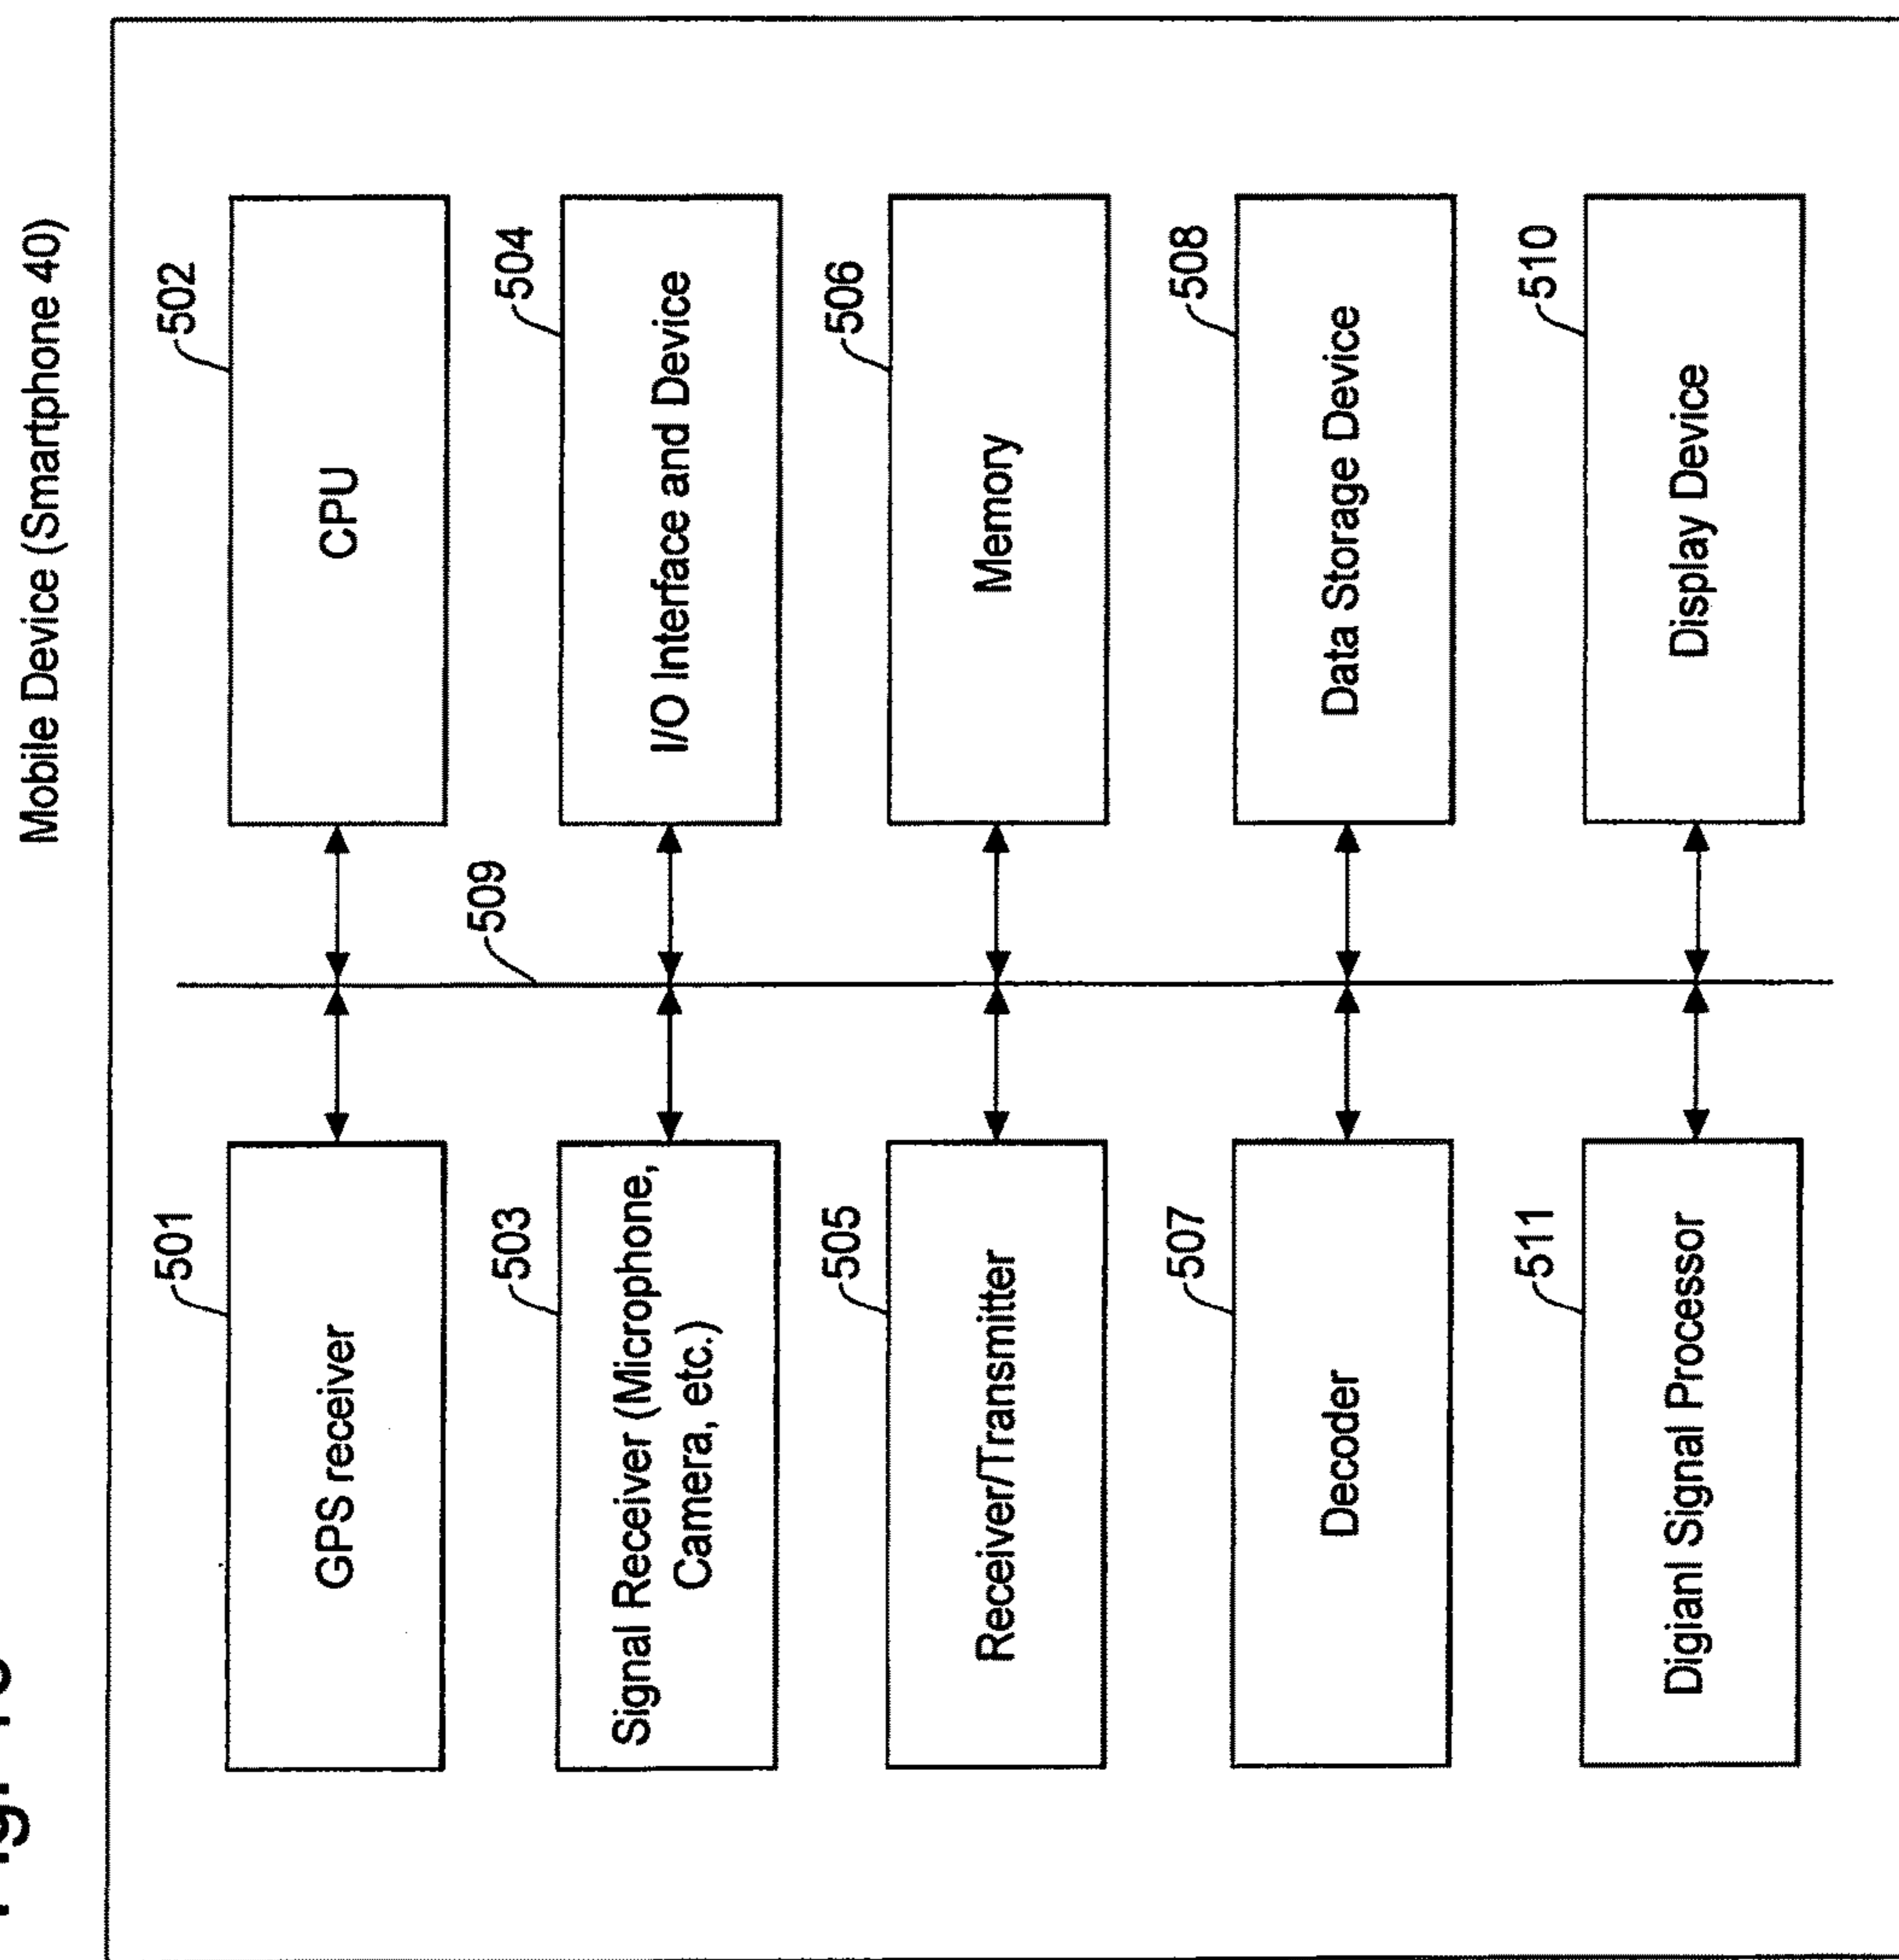 Fig.
Mobile Device (Smartphone 40)
501
GPS receiver
502
CPU
509
503
Signal Receiver (Microphone,
Camera, etc.)
504
I/O Interface and Device
505
Receiver/Transmitter
506
Memory
507
Decoder
508
Data Storage Device
511
Digianl Signal Processor
510
Display Device